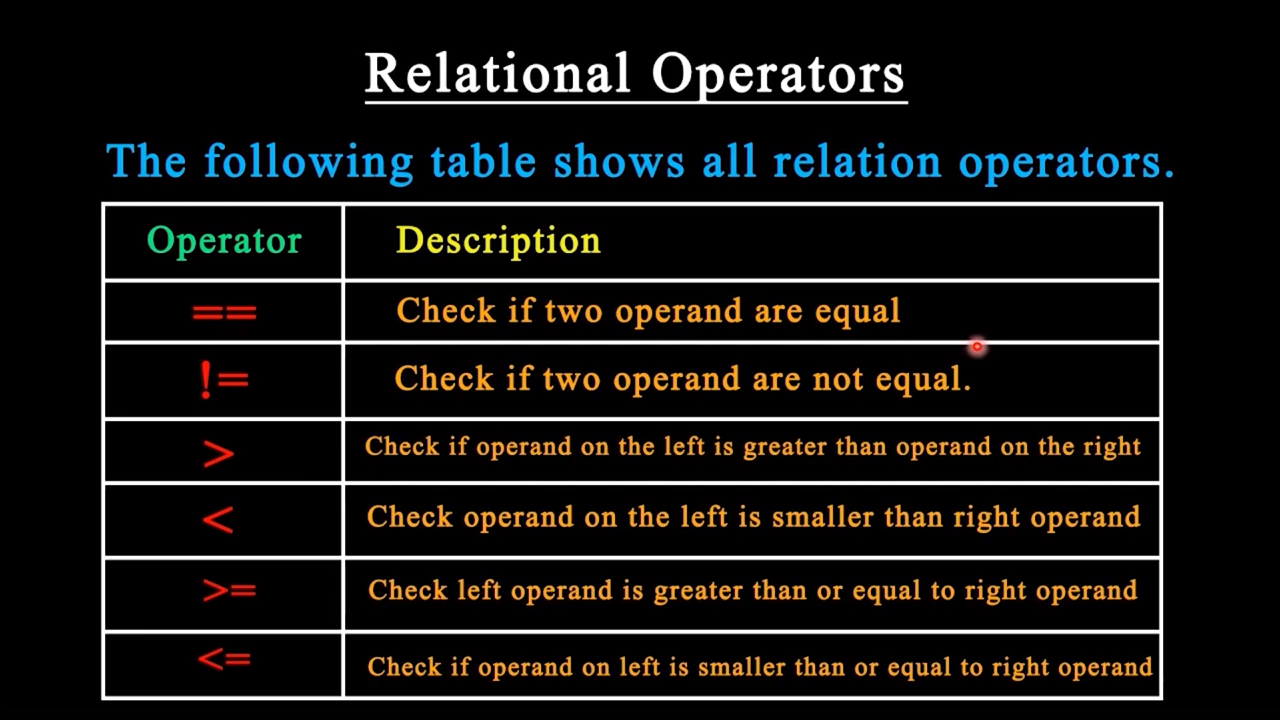 Relational Operators
The following table shows all relation operators.
Operator Description
== Check if two operand are equal
!= Check if two operand are not equal.
> Check if operand on the left is greater than operand on the right
< Check operand on the left is smaller than right operand
>= Check left operand is greater than or equal to right operand
<= Check if operand on left is smaller than or equal to right operand